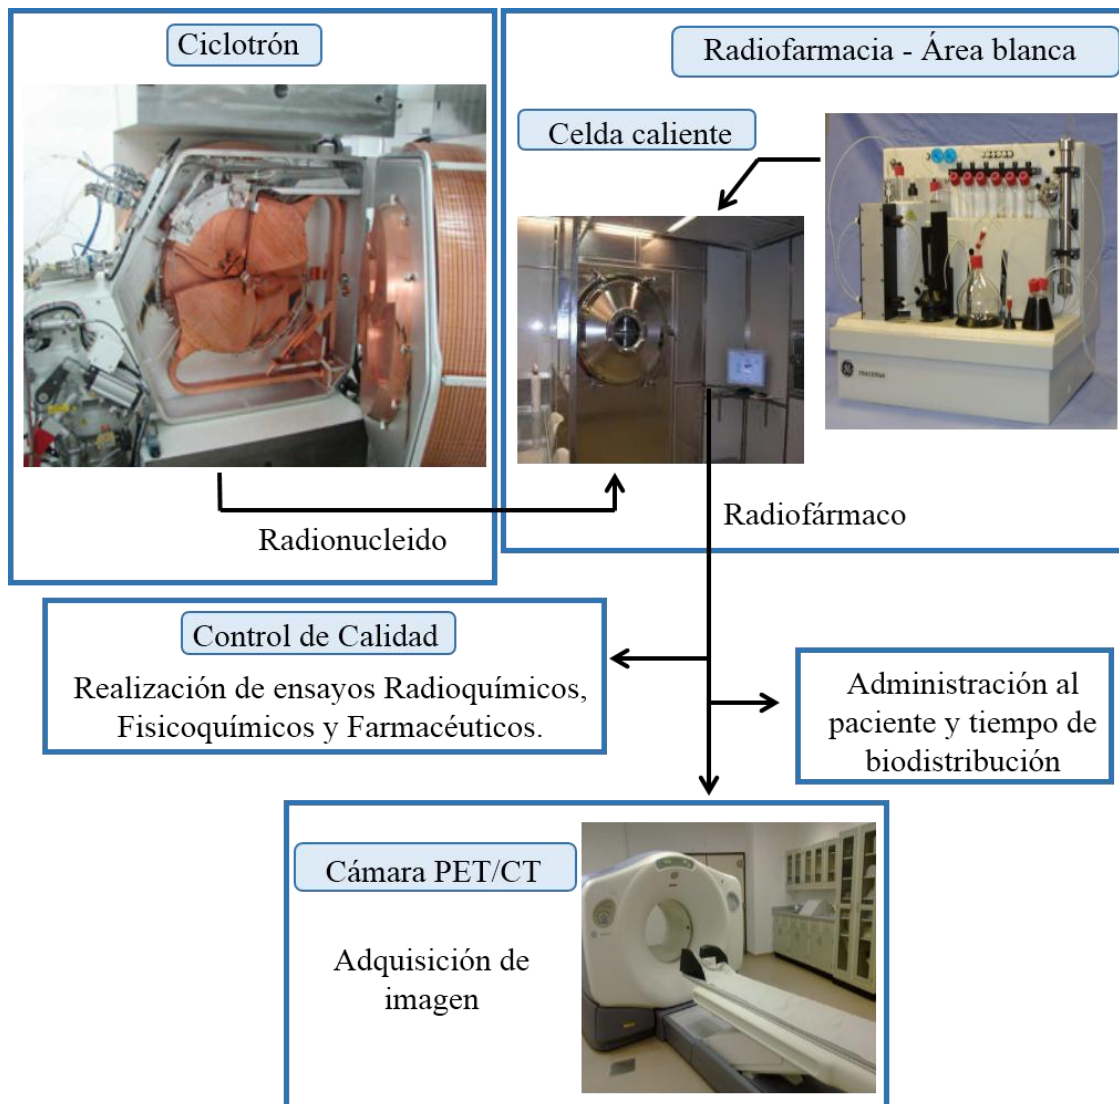 Ciclotrón
Radiofarmacia - Área blanca
Celda caliente
Radionucleido
Radiofármaco
Control de Calidad
Realización de ensayos Radioquímicos,
Fisicoquímicos y Farmacéuticos.
Administración al
paciente y tiempo de
biodistribución
Cámara PET/CT
Adquisición de
imagen